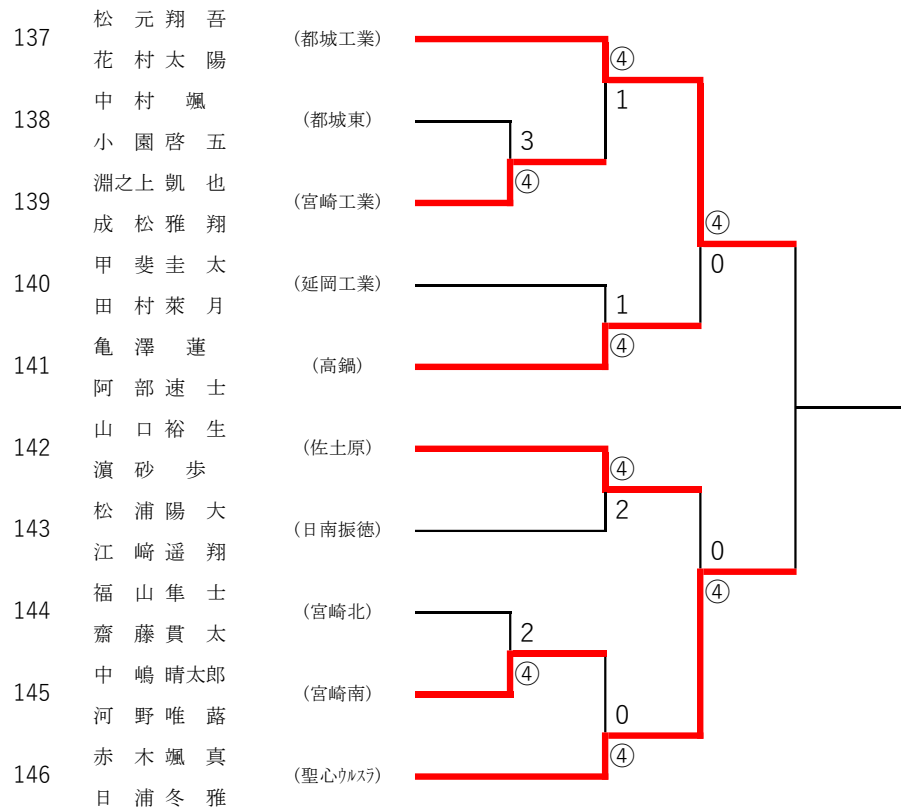 137 松元翔吾 (都城工業)
花村太陽
④
1
138 中村颯 (都城東)
小園啓五
3
④
139 淵之上凱也 (宮崎工業)
成松雅翔
④
0
140 甲斐圭太 (延岡工業)
田村萊月
1
④
141 亀澤蓮 (高鍋)
阿部速士
142 山口裕生 (佐土原)
濵砂歩
④
2
143 松浦陽大 (日南振徳)
江﨑遥翔
0
④
144 福山隼士 (宮崎北)
齋藤貫太
2
④
145 中嶋晴太郎 (宮崎南)
河野唯蕗
0
④
146 赤木颯真 (聖心ｳﾙｽﾗ)
日浦冬雅